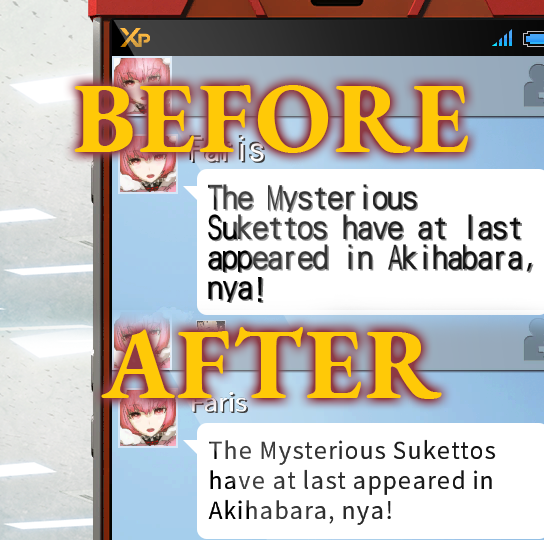 XP
BEFORE
Faris
The Mysterious
Sukettos have at last
appeared in Akihabara,
nya!
AFTER
Faris
The Mysterious Sukettos
have at last appeared in
Akihabara, nya!